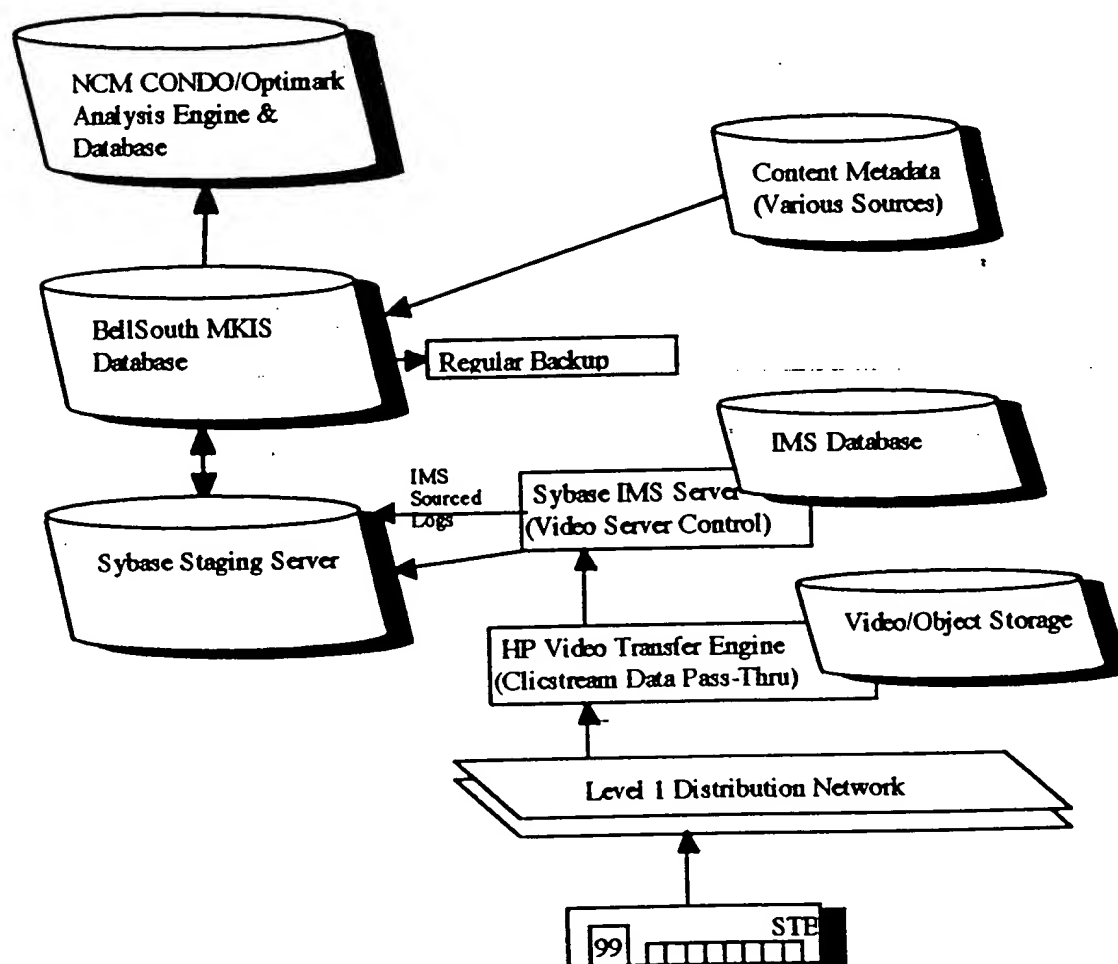 NCM CONDO/Optimark
Analysis Engine &
Database
Content Metadata
(Various Sources)
BellSouth MKIS
Database
Regular Backup
IMS Database
IMS
Sourced
Logs
Sybase IMS Server
(Video Server Control)
Sybase Staging Server
Video/Object Storage
HP Video Transfer Engine
(Clicstream Data Pass-Thru)
Level 1 Distribution Network
STB
99